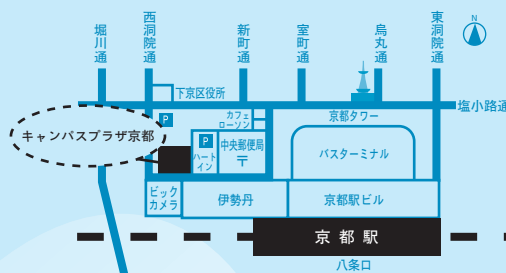 堀川通
西洞院通
新町通
室町通
烏丸通
東洞院通
N
下京区役所
塩小路通
P
カフェ
ローソン
京都タワー
キャンパスプラザ京都
P
ハート
イン
中央郵便局
〒
バスターミナル
ビック
カメラ
伊勢丹
京都駅ビル
京都駅
八条口